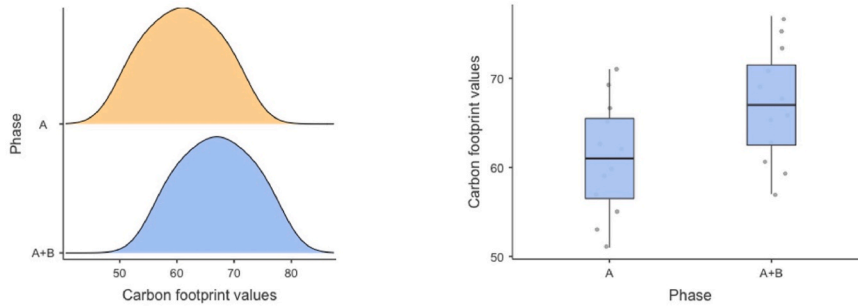 Phase
A
A+B
50
60
70
80
Carbon footprint values
Carbon footprint values
70
60
50
A
A+B
Phase